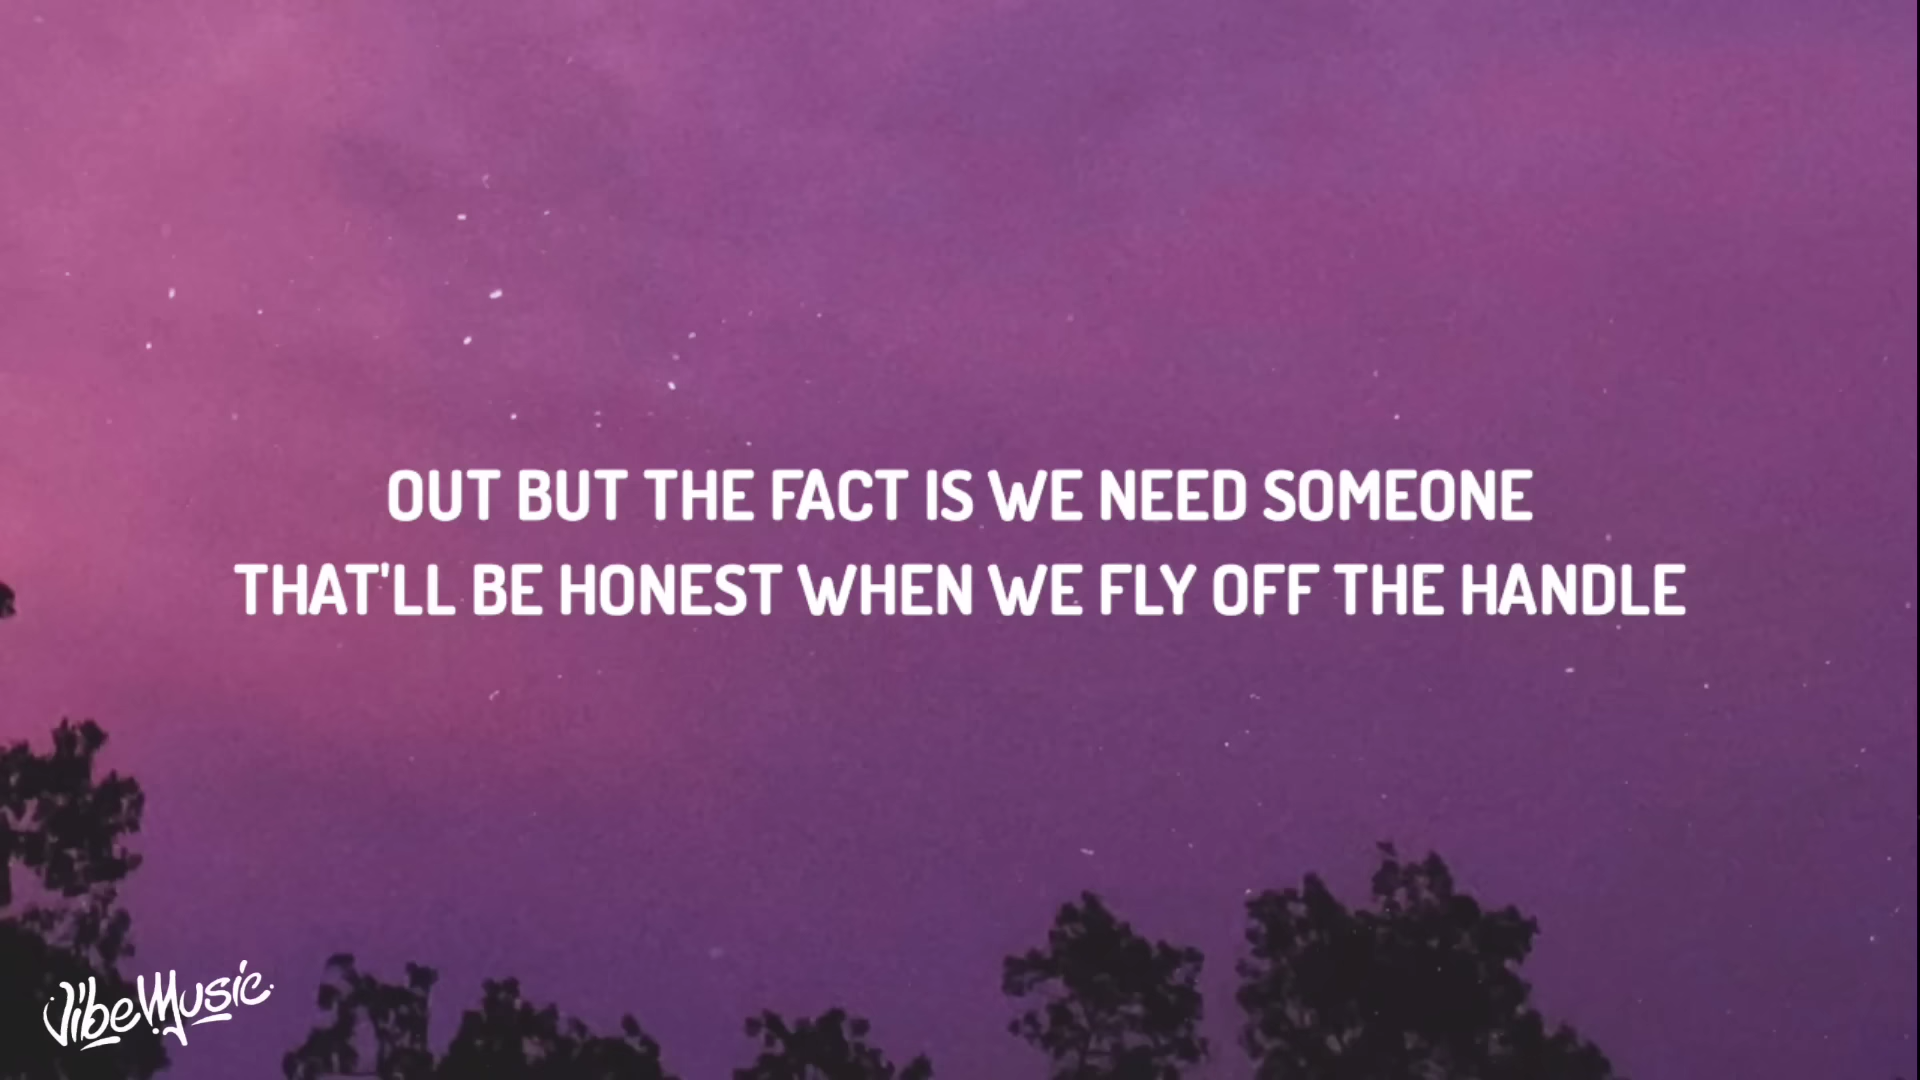 OUT BUT THE FACT IS WE NEED SOMEONE
THAT'LL BE HONEST WHEN WE FLY OFF THE HANDLE
VibeMusic